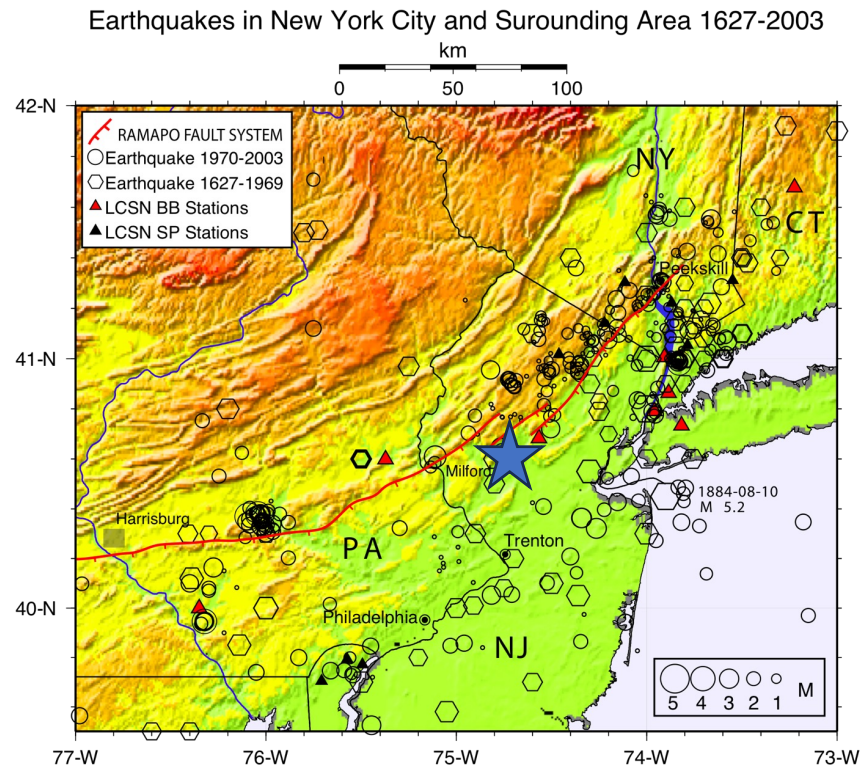 Earthquakes in New York City and Surounding Area 1627-2003
km
0 50 100
42-N
41-N
40-N
RAMAPO FAULT SYSTEM
Earthquake 1970-2003
Earthquake 1627-1969
LCSN BB Stations
LCSN SP Stations
NY
CT
Peekskill
Milford
1884-08-10
M 5.2
Harrisburg
PA
Trenton
Philadelphia
NJ
5 4 3 2 1 M
77-W 76-W 75-W 74-W 73-W